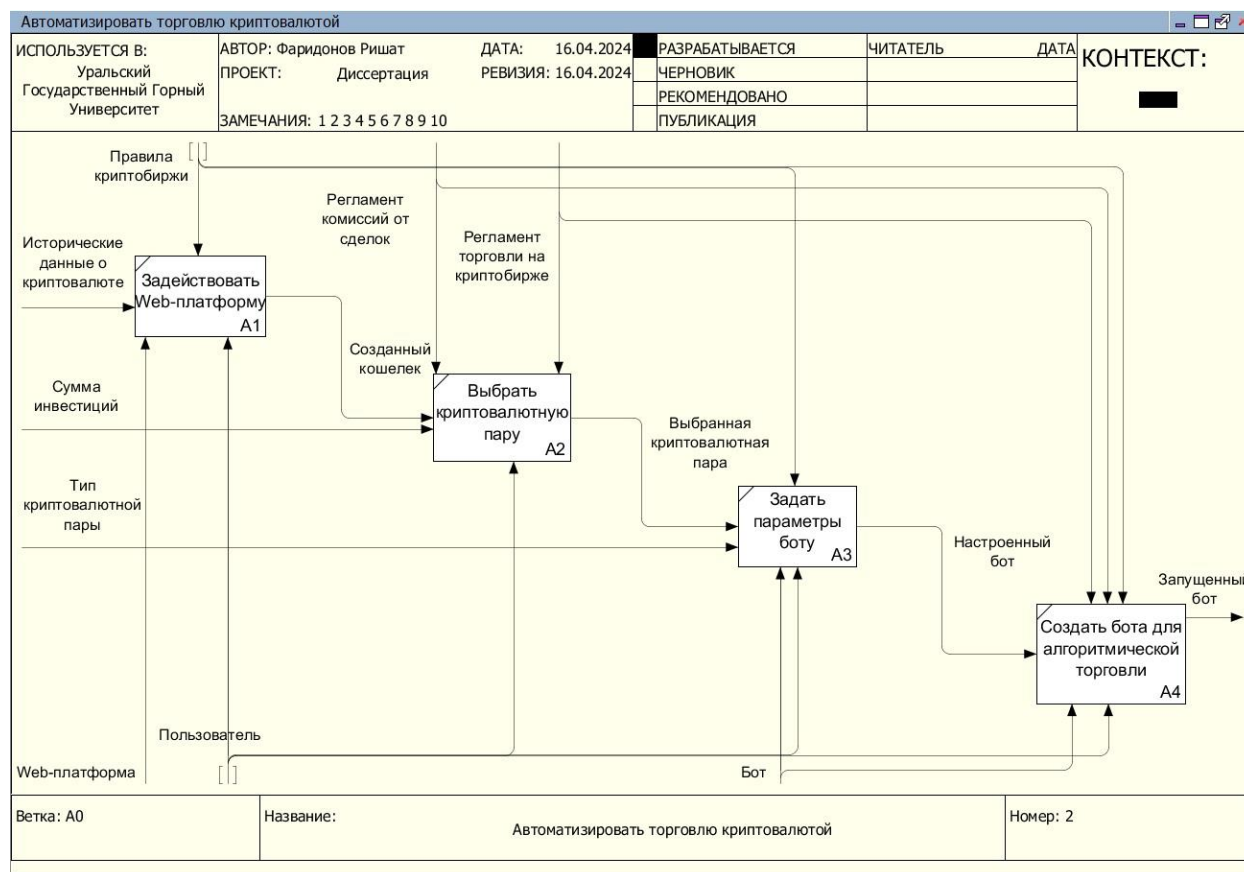 Автоматизировать торговлю криптовалютой
ИСПОЛЬЗУЕТСЯ В:
Уральский
Государственный Горный
Университет
АВТОР: Фаридонов Ришат
ДАТА: 16.04.2024
ПРОЕКТ: Диссертация
РЕВИЗИЯ: 16.04.2024
ЗАМЕЧАНИЯ: 1 2 3 4 5 6 7 8 9 10
РАЗРАБАТЫВАЕТСЯ
ЧЕРНОВИК
РЕКОМЕНДОВАНО
ПУБЛИКАЦИЯ
ЧИТАТЕЛЬ
ДАТА
КОНТЕКСТ:
Правила
криптобиржи
Регламент
комиссий от
сделок
Регламент
торговли на
криптобирже
Исторические
данные о
криптовалюте
Задействовать
Web-платформу
A1
Созданный
кошелек
Сумма
инвестиций
Выбрать
криптовалютную
пару
A2
Выбранная
криптовалютная
пара
Тип
криптовалютной
пары
Задать
параметры
боту
A3
Настроенный
бот
Запущенны
бот
Создать бота для
алгоритмической
торговли
A4
Пользователь
Web-платформа
Бот
Ветка: A0
Название:
Автоматизировать торговлю криптовалютой
Номер: 2